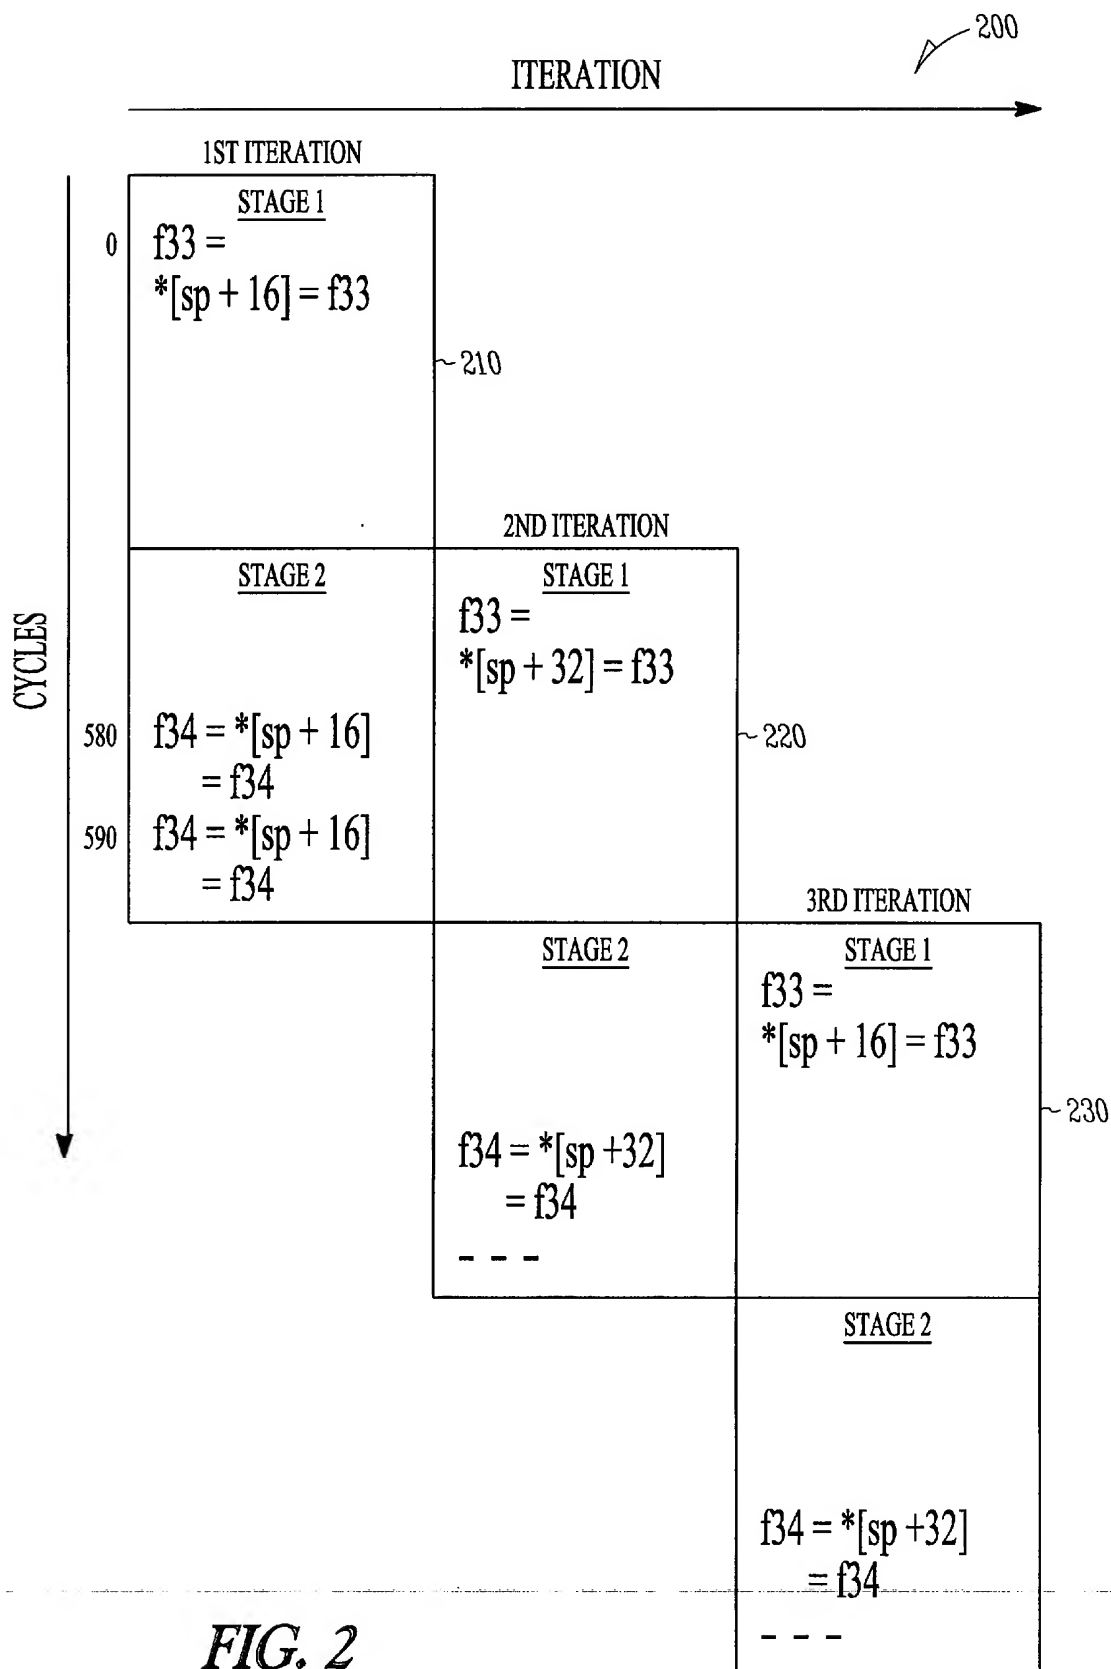 200
ITERATION
1ST ITERATION
STAGE 1
0
f33 =
*[sp + 16] = f33
210
2ND ITERATION
STAGE 2
STAGE 1
f33 =
*[sp + 32] = f33
CYCLES
580
f34 = *[sp + 16]
= f34
220
590
f34 = *[sp + 16]
= f34
3RD ITERATION
STAGE 2
STAGE 1
f33 =
*[sp + 16] = f33
230
f34 = *[sp +32]
= f34
- - -
STAGE 2
f34 = *[sp +32]
= f34
- - -
FIG. 2